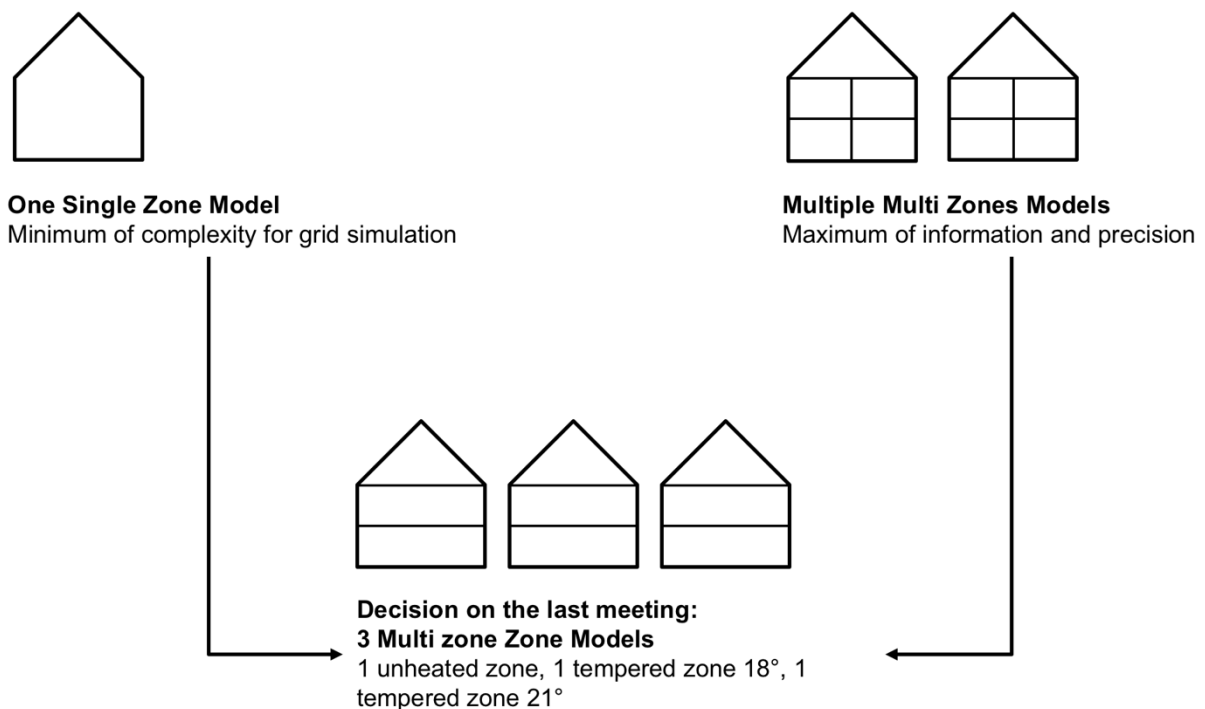 One Single Zone Model
Minimum of complexity for grid simulation
Multiple Multi Zones Models
Maximum of information and precision
Decision on the last meeting:
3 Multi zone Zone Models
1 unheated zone, 1 tempered zone 18°, 1
tempered zone 21°